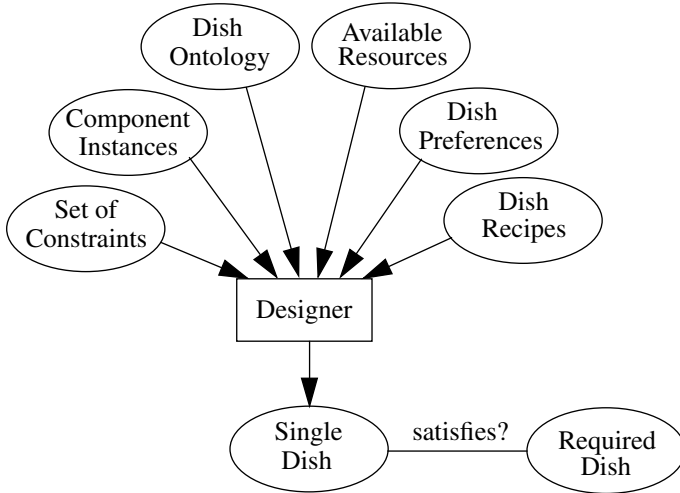 Dish
Ontology
Available
Resources
Component
Instances
Dish
Preferences
Set of
Constraints
Dish
Recipes
Designer
Single
Dish
satisfies?
Required
Dish